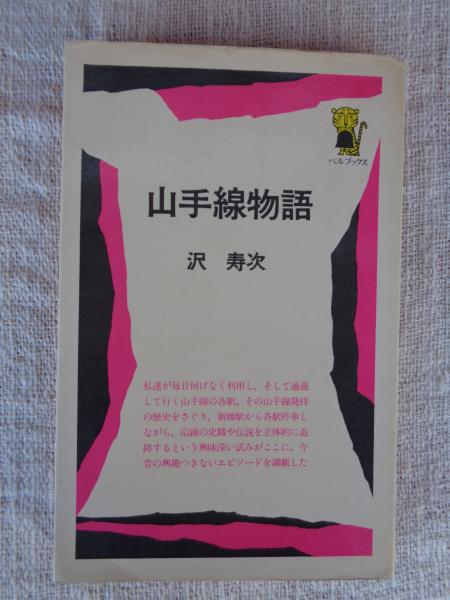 ベルブックス
山手線物語
沢 寿次
私達が毎日何げなく利用し、そして通過
して行く山手線の各駅。その山手線発祥
の歴史をさぐり、新橋駅から各駅停車し
ながら、沿線の史蹟や伝説を立体的に追
跡するという興味深い試みがここに。今
昔の興趣つきないエピソードを満載した